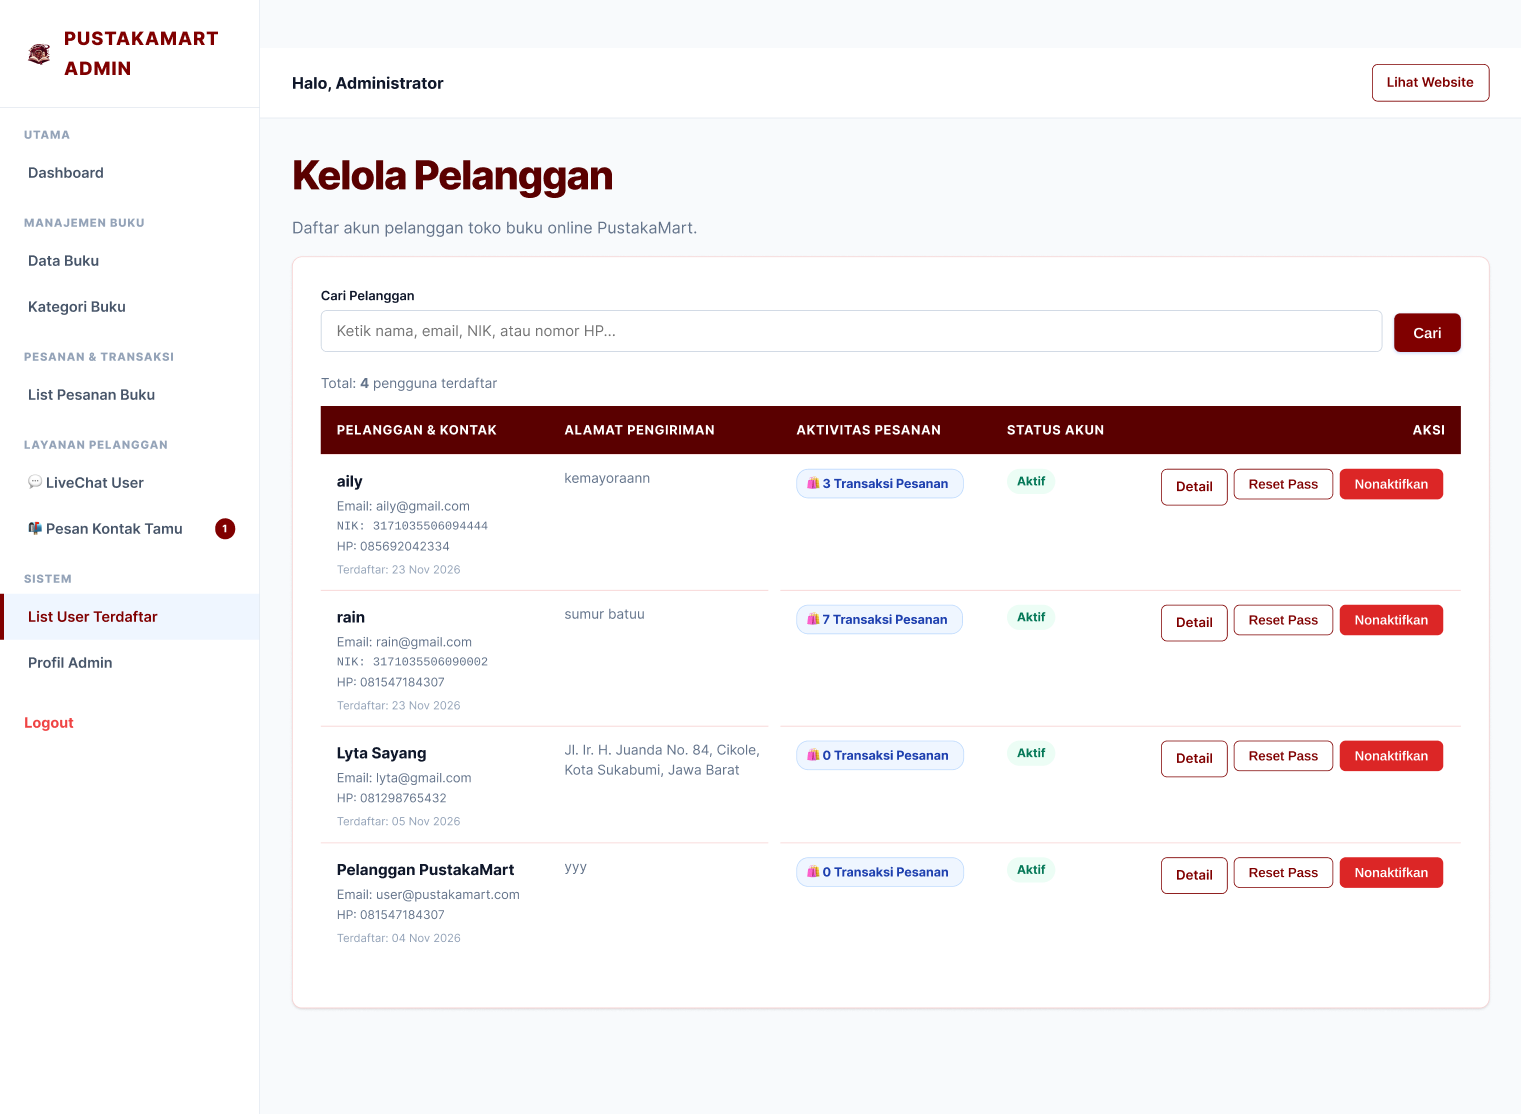 PUSTAKAMART
ADMIN
UTAMA
Dashboard
MANAJEMEN BUKU
Data Buku
Kategori Buku
PESANAN & TRANSAKSI
List Pesanan Buku
LAYANAN PELANGGAN
LiveChat User
Pesan Kontak Tamu 1
SISTEM
List User Terdaftar
Profil Admin
Logout
Halo, Administrator
Lihat Website
Kelola Pelanggan
Daftar akun pelanggan toko buku online PustakaMart.
Cari Pelanggan
Ketik nama, email, NIK, atau nomor HP...
Cari
Total: 4 pengguna terdaftar
PELANGGAN & KONTAK ALAMAT PENGIRIMAN AKTIVITAS PESANAN STATUS AKUN AKSI
aily
Email: aily@gmail.com
NIK: 3171035506094444
HP: 085692042334
Terdaftar: 23 Nov 2026
kemayoraann
3 Transaksi Pesanan
Aktif
Detail
Reset Pass
Nonaktifkan
rain
Email: rain@gmail.com
NIK: 3171035506090002
HP: 081547184307
Terdaftar: 23 Nov 2026
sumur batuu
7 Transaksi Pesanan
Aktif
Detail
Reset Pass
Nonaktifkan
Lyta Sayang
Email: lyta@gmail.com
HP: 081298765432
Terdaftar: 05 Nov 2026
Jl. Ir. H. Juanda No. 84, Cikole,
Kota Sukabumi, Jawa Barat
0 Transaksi Pesanan
Aktif
Detail
Reset Pass
Nonaktifkan
Pelanggan PustakaMart
Email: user@pustakamart.com
HP: 081547184307
Terdaftar: 04 Nov 2026
yyy
0 Transaksi Pesanan
Aktif
Detail
Reset Pass
Nonaktifkan